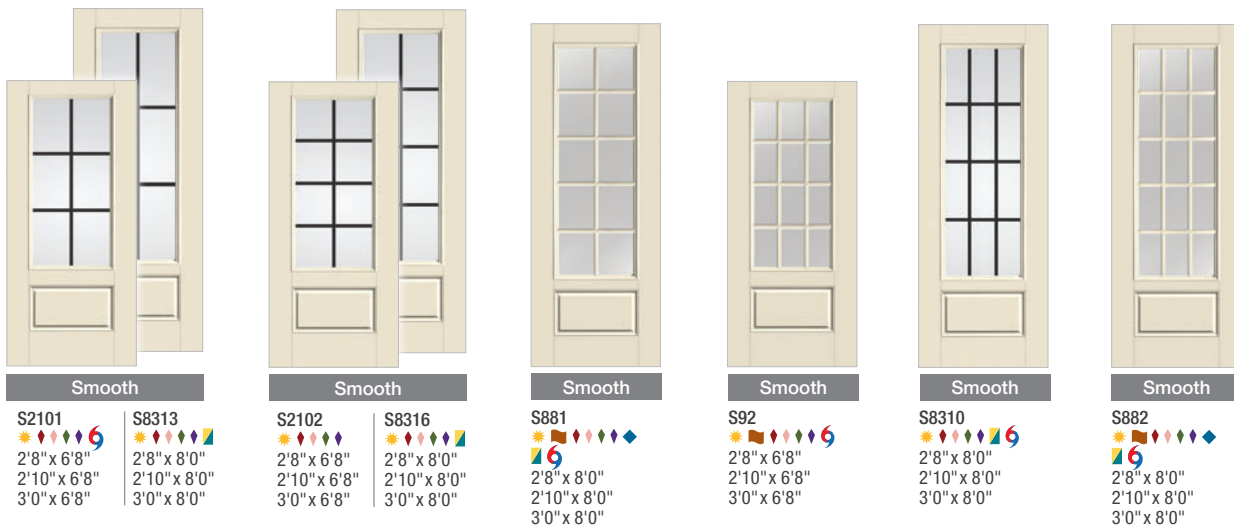 Smooth
S2101
2'8" x 6'8"
2'10" x 6'8"
3'0" x 6'8"
S8313
2'8" x 8'0"
2'10" x 8'0"
3'0" x 8'0"
Smooth
S2102
2'8" x 6'8"
2'10" x 6'8"
3'0" x 6'8"
S8316
2'8" x 8'0"
2'10" x 8'0"
3'0" x 8'0"
Smooth
S881
2'8" x 8'0"
2'10" x 8'0"
3'0" x 8'0"
Smooth
S92
2'8" x 6'8"
2'10" x 6'8"
3'0" x 6'8"
Smooth
S8310
2'8" x 8'0"
2'10" x 8'0"
3'0" x 8'0"
Smooth
S882
2'8" x 8'0"
2'10" x 8'0"
3'0" x 8'0"